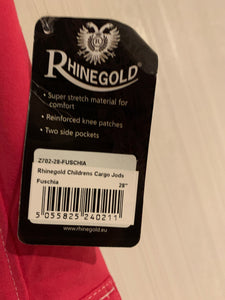 RHINEGOLD®
• Super stretch material for
comfort
• Reinforced knee patches
• Two side pockets
2702-28-FUSCHIA
Rhinegold Childrens Cargo Jods
Fuschia 28"
5 055825 240211
www.rhinegold.eu